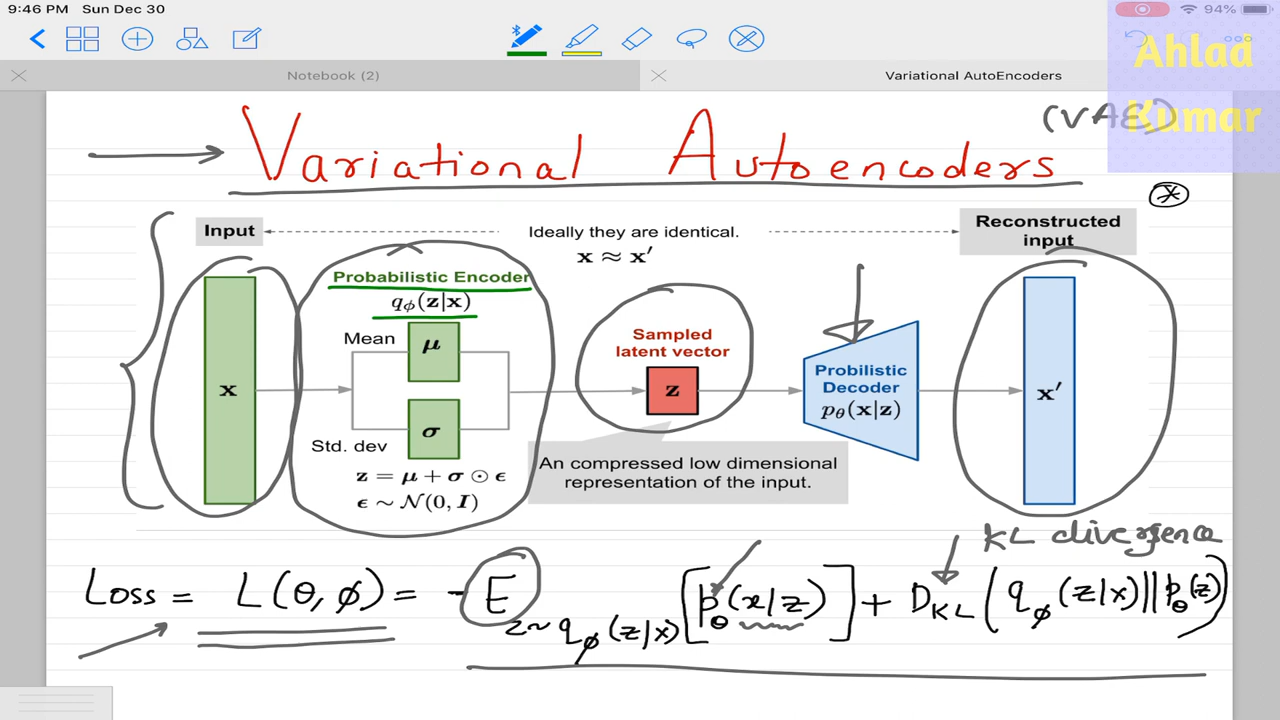 9:46 PM Sun Dec 30
94%
Notebook (2)
Variational AutoEncoders
Ahlad
Kumar
(VAE)
Variational Autoencoders
Input
Ideally they are identical.
x ≈ x′
Reconstructed
input
Probabilistic Encoder
qϕ(z|x)
Mean
μ
Sampled
latent vector
x
z
Probilistic
Decoder
pθ(x|z)
x′
σ
Std. dev
z = μ + σ ⊙ ϵ
ϵ ∼ N(0, I)
An compressed low dimensional
representation of the input.
KL divergence
Loss = L(θ, ϕ) = - E z~qϕ(z|x) [pθ(x|z)] + DKL (qϕ(z|x)||pθ(z))